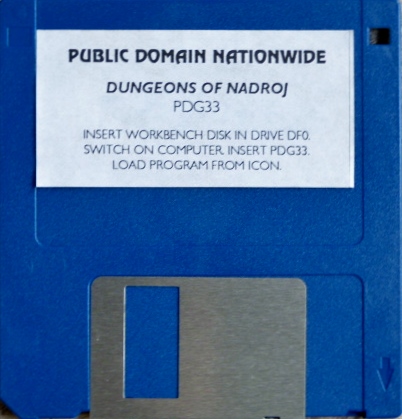 PUBLIC DOMAIN NATIONWIDE
DUNGEONS OF NADROJ
PDG33
INSERT WORKBENCH DISK IN DRIVE DF0.
SWITCH ON COMPUTER. INSERT PDG33.
LOAD PROGRAM FROM ICON.